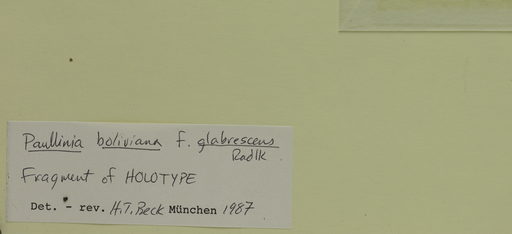 Paullinia boliviana f. glabrescens
Radlk.
Fragment of HOLOTYPE
Det. - rev. H.T. Beck München 1987